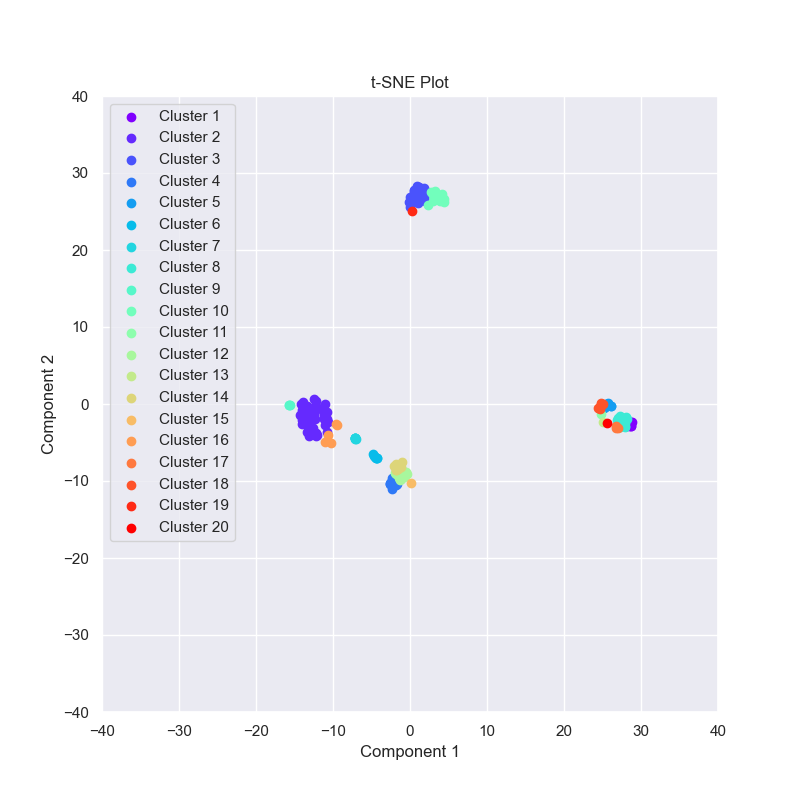 t-SNE Plot
40
30
20
10
0
−10
−20
−30
−40
Component 2
Cluster 1
Cluster 2
Cluster 3
Cluster 4
Cluster 5
Cluster 6
Cluster 7
Cluster 8
Cluster 9
Cluster 10
Cluster 11
Cluster 12
Cluster 13
Cluster 14
Cluster 15
Cluster 16
Cluster 17
Cluster 18
Cluster 19
Cluster 20
−40 −30 −20 −10 0 10 20 30 40
Component 1